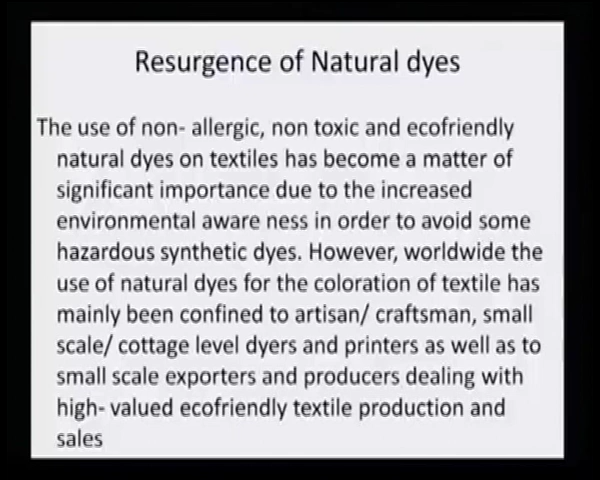 Resurgence of Natural dyes
The use of non- allergic, non toxic and ecofriendly
natural dyes on textiles has become a matter of
significant importance due to the increased
environmental aware ness in order to avoid some
hazardous synthetic dyes. However, worldwide the
use of natural dyes for the coloration of textile has
mainly been confined to artisan/ craftsman, small
scale/ cottage level dyers and printers as well as to
small scale exporters and producers dealing with
high- valued ecofriendly textile production and
sales